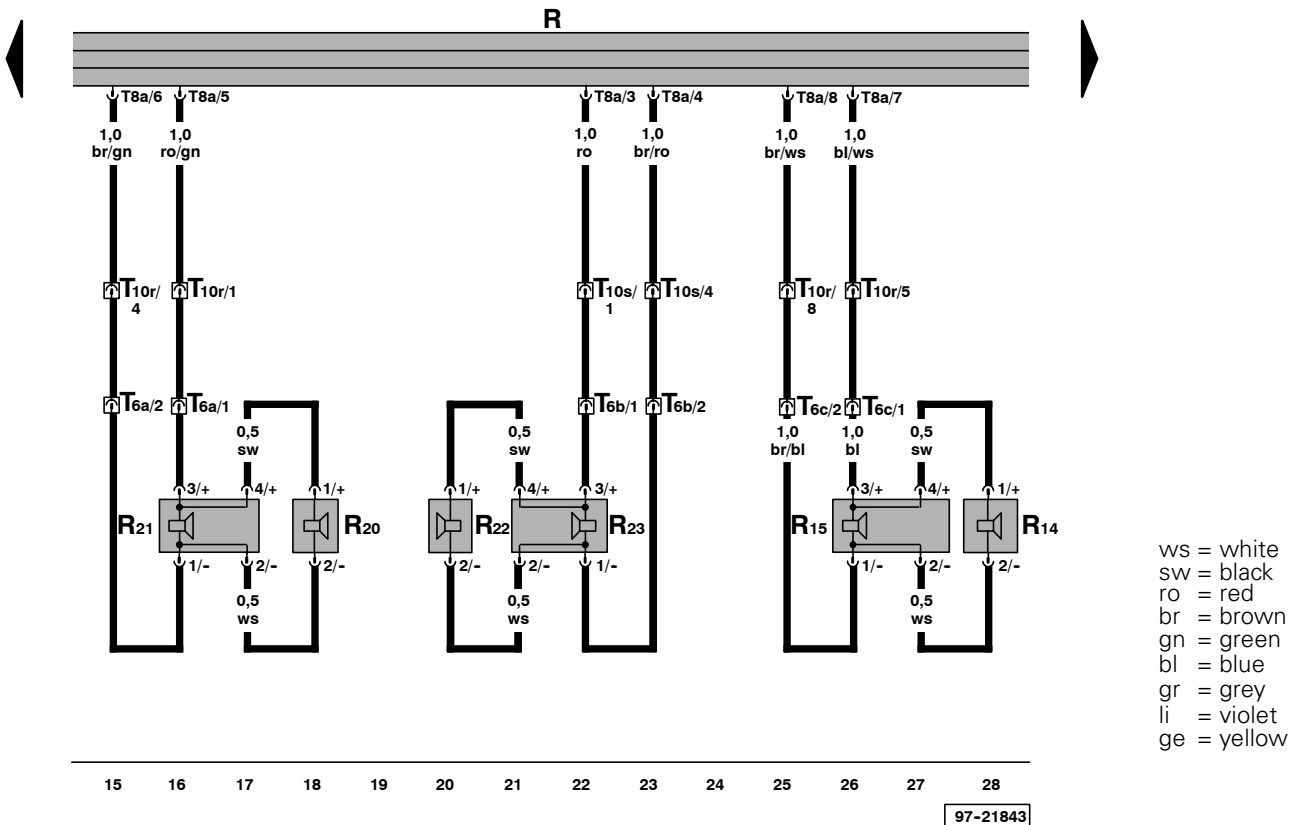 R
T8a/6 T8a/5 T8a/3 T8a/4 T8a/8 T8a/7
1,0 1,0 1,0 1,0 1,0 1,0
br/gn ro/gn ro br/ro br/ws bl/ws
T10r/ T10r/1 T10s/ T10s/4 T10r/ T10r/5
4 1 8
T6a/2 T6a/1 T6b/1 T6b/2 T6c/2 T6c/1
0,5 0,5 1,0 1,0 0,5
sw sw br/bl bl sw
3/+ 4/+ 1/+ 1/+ 4/+ 3/+ 3/+ 4/+ 1/+
R21 R20 R22 R23 R15 R14
1/- 2/- 2/- 2/- 2/- 1/- 1/- 2/- 2/-
0,5 0,5 0,5
ws ws ws
ws = white
sw = black
ro = red
br = brown
gn = green
bl = blue
gr = grey
li = violet
ge = yellow
15 16 17 18 19 20 21 22 23 24 25 26 27 28
97-21843